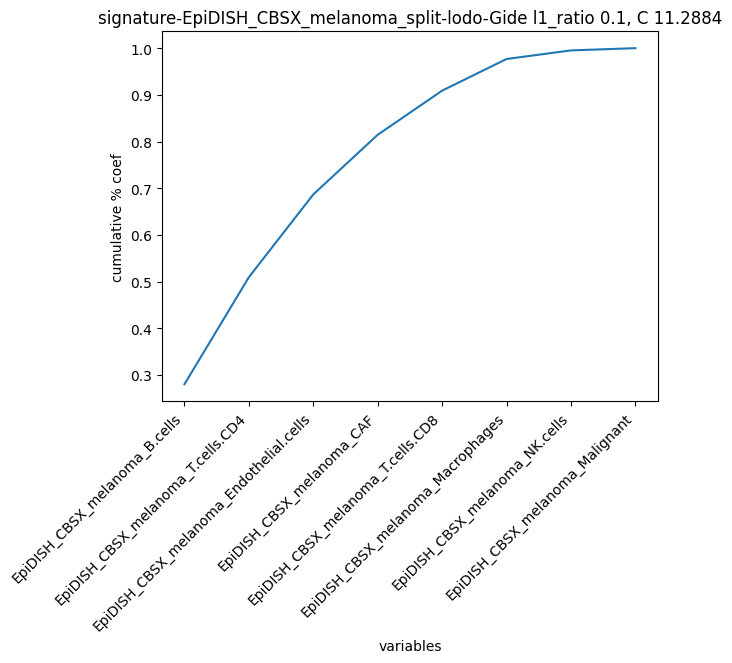 signature-EpiDISH_CBSX_melanoma_split-lodo-Gide l1_ratio 0.1, C 11.2884
cumulative % coef
1.0
0.9
0.8
0.7
0.6
0.5
0.4
0.3
EpiDISH_CBSX_melanoma_B.cells
EpiDISH_CBSX_melanoma_T.cells.CD4
EpiDISH_CBSX_melanoma_Endothelial.cells
EpiDISH_CBSX_melanoma_CAF
EpiDISH_CBSX_melanoma_T.cells.CD8
EpiDISH_CBSX_melanoma_Macrophages
EpiDISH_CBSX_melanoma_NK.cells
EpiDISH_CBSX_melanoma_Malignant
variables